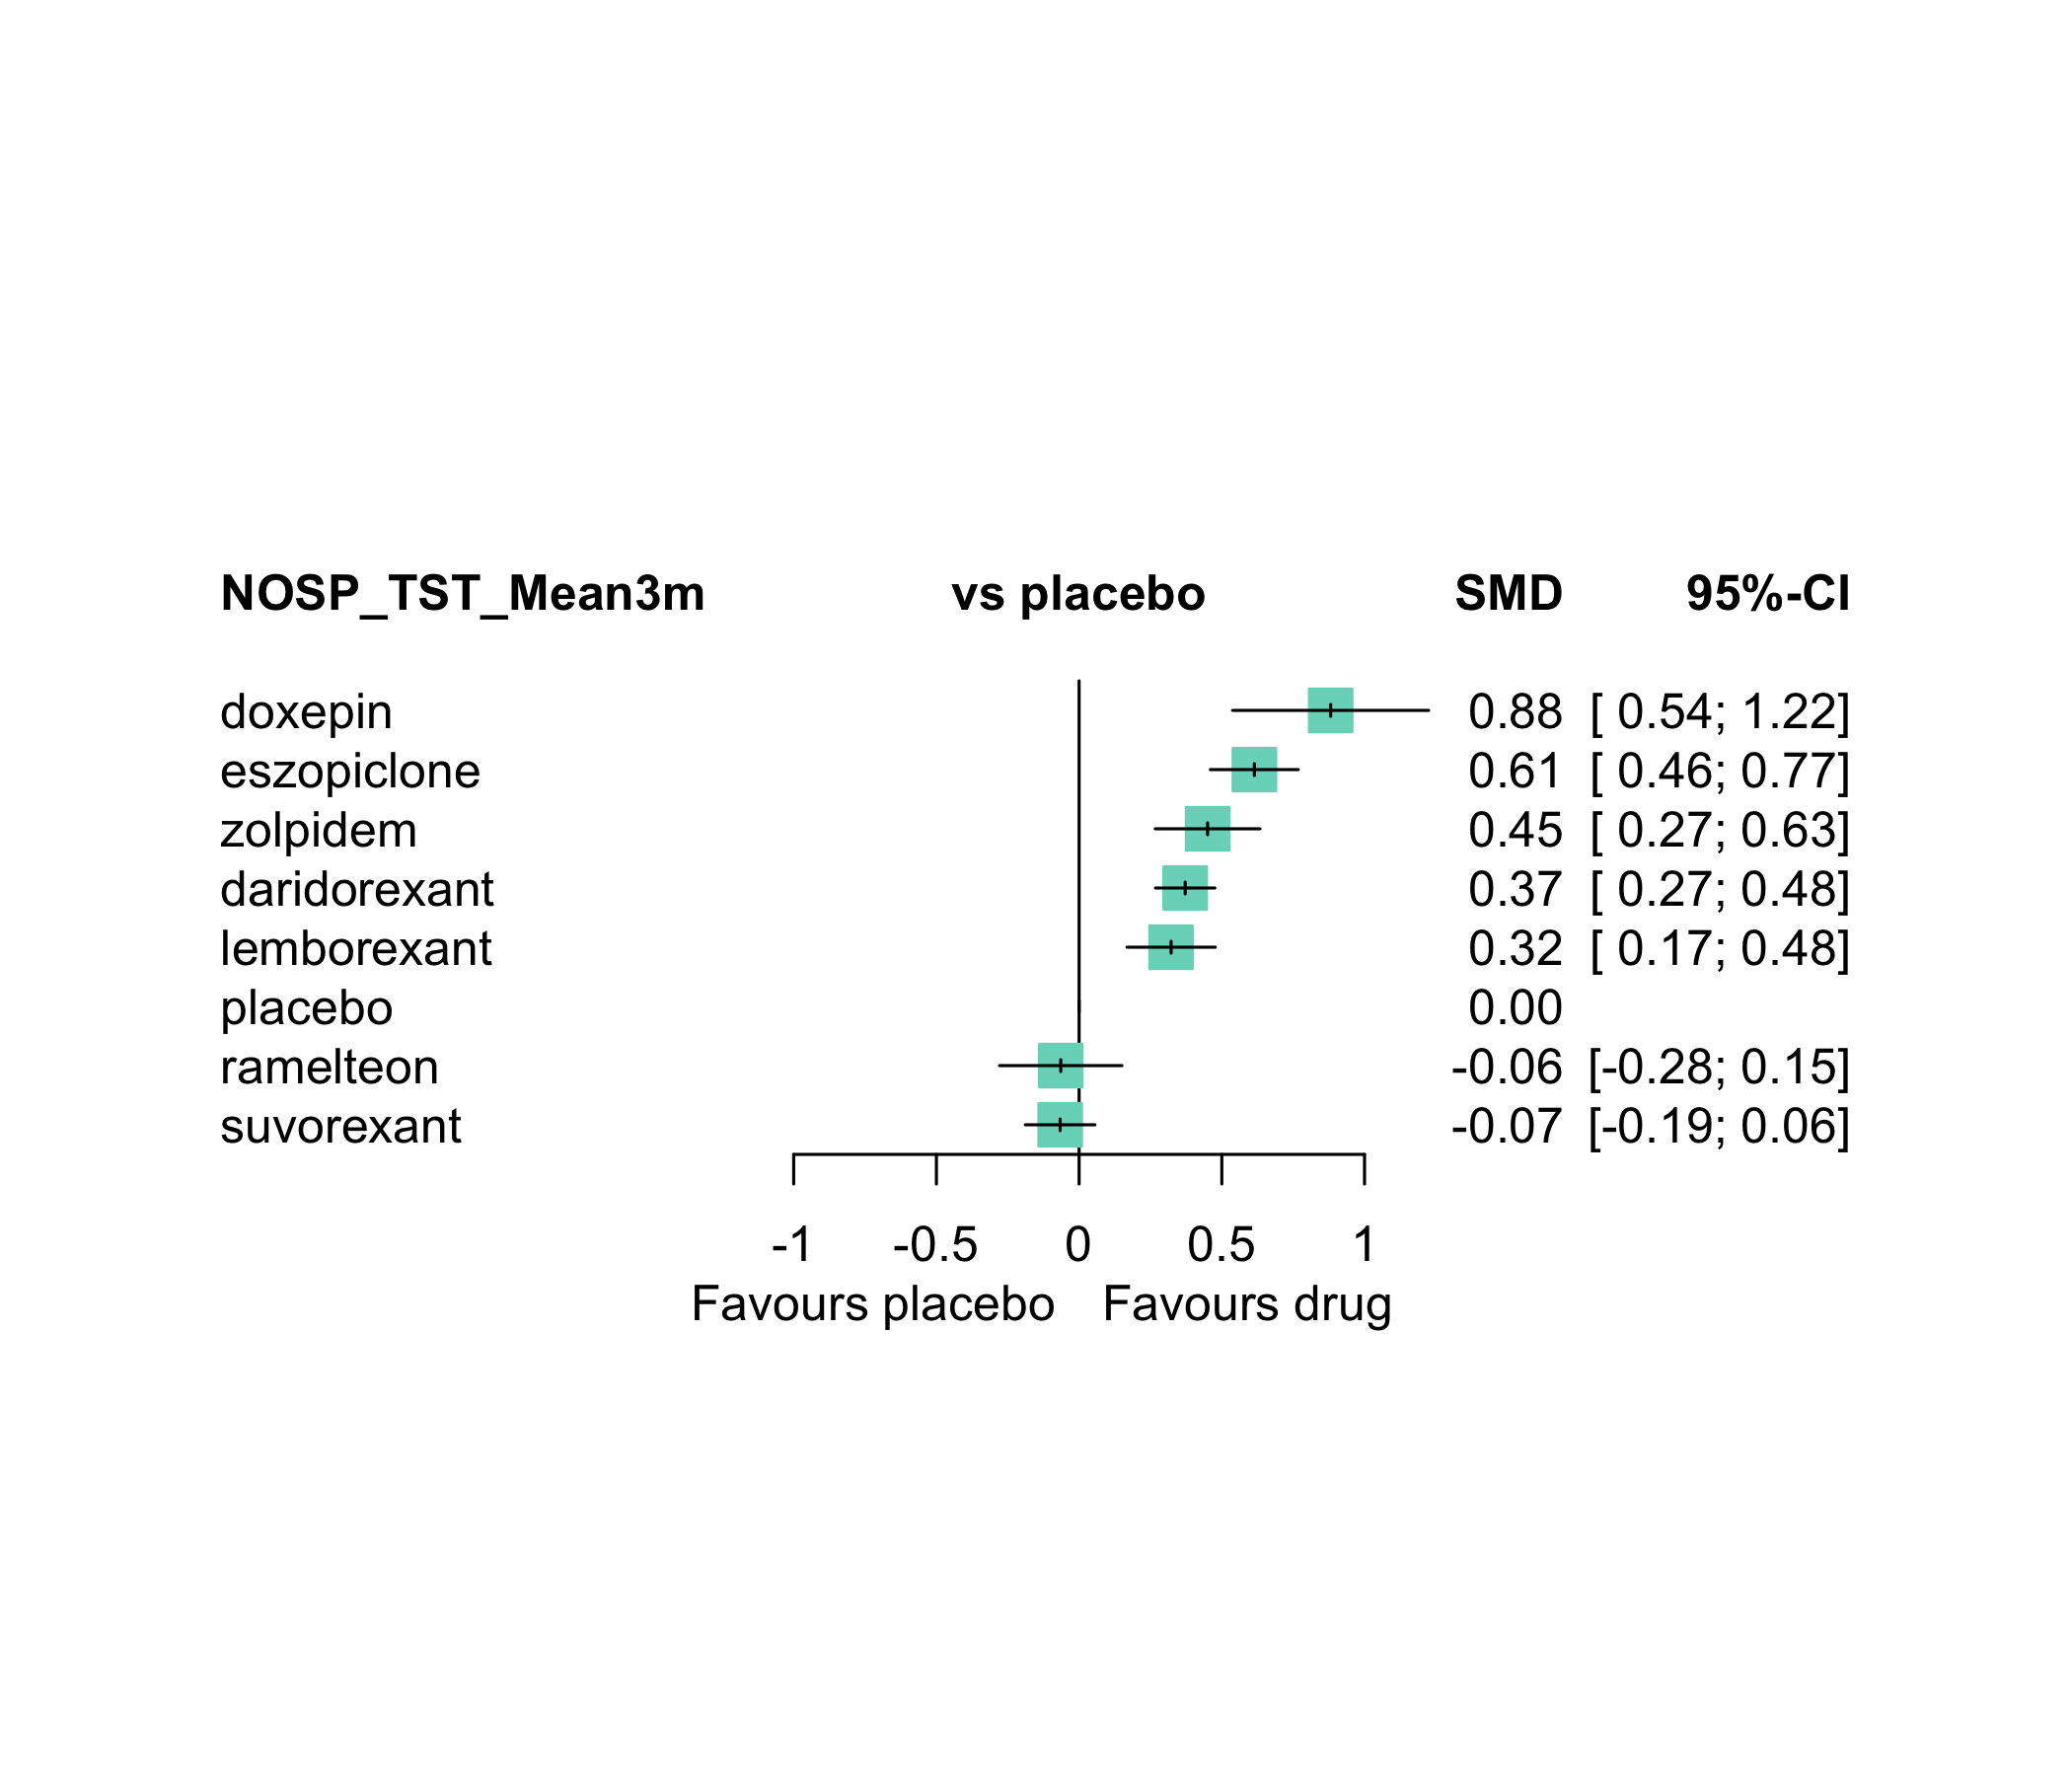 NOSP_TST_Mean3m vs placebo SMD 95%-CI
doxepin 0.88 [ 0.54; 1.22]
eszopiclone 0.61 [ 0.46; 0.77]
zolpidem 0.45 [ 0.27; 0.63]
daridorexant 0.37 [ 0.27; 0.48]
lemborexant 0.32 [ 0.17; 0.48]
placebo 0.00
ramelteon -0.06 [-0.28; 0.15]
suvorexant -0.07 [-0.19; 0.06]
-1 -0.5 0 0.5 1
Favours placebo Favours drug